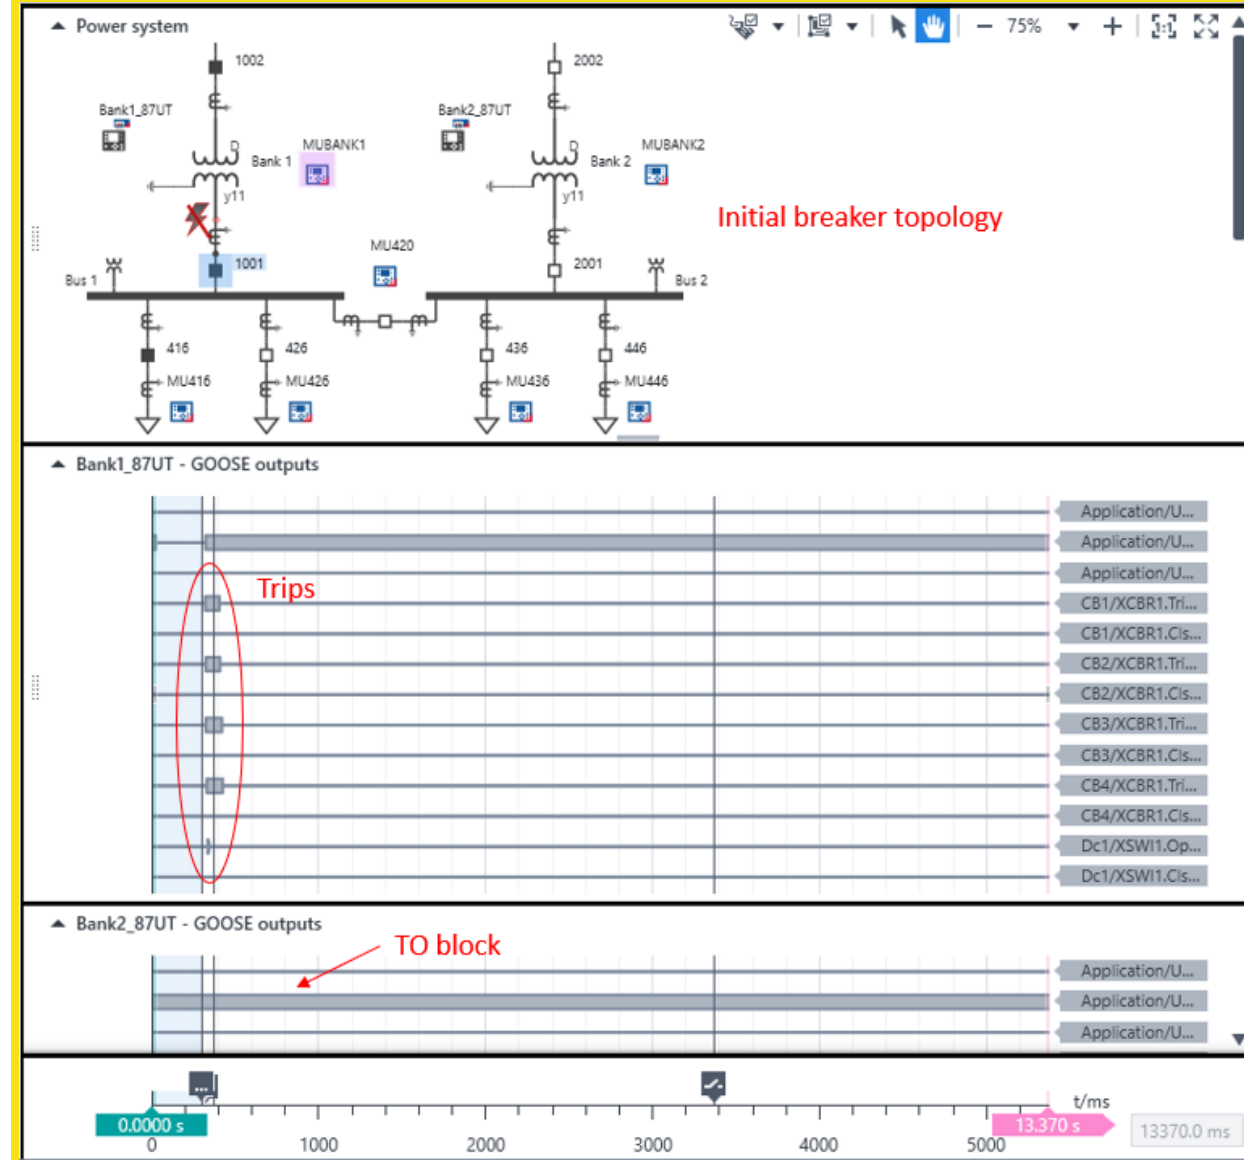 Power system
75%
1002
2002
Bank1_87UT
Bank2_87UT
D
MUBANK1
D
MUBANK2
Bank 1
Bank 2
y11
y11
Initial breaker topology
MU420
1001
2001
Bus 1
Bus 2
416
426
436
446
MU416
MU426
MU436
MU446
Bank1_87UT - GOOSE outputs
Application/U...
Application/U...
Application/U...
Trips
CB1/XCBR1.Tri...
CB1/XCBR1.Cls...
CB2/XCBR1.Tri...
CB2/XCBR1.Cls...
CB3/XCBR1.Tri...
CB3/XCBR1.Cls...
CB4/XCBR1.Tri...
CB4/XCBR1.Cls...
Dc1/XSWI1.Op...
Dc1/XSWI1.Cls...
Bank2_87UT - GOOSE outputs
TO block
Application/U...
Application/U...
Application/U...
...
t/ms
0.0000 s
13.370 s
13370.0 ms
0 1000 2000 3000 4000 5000